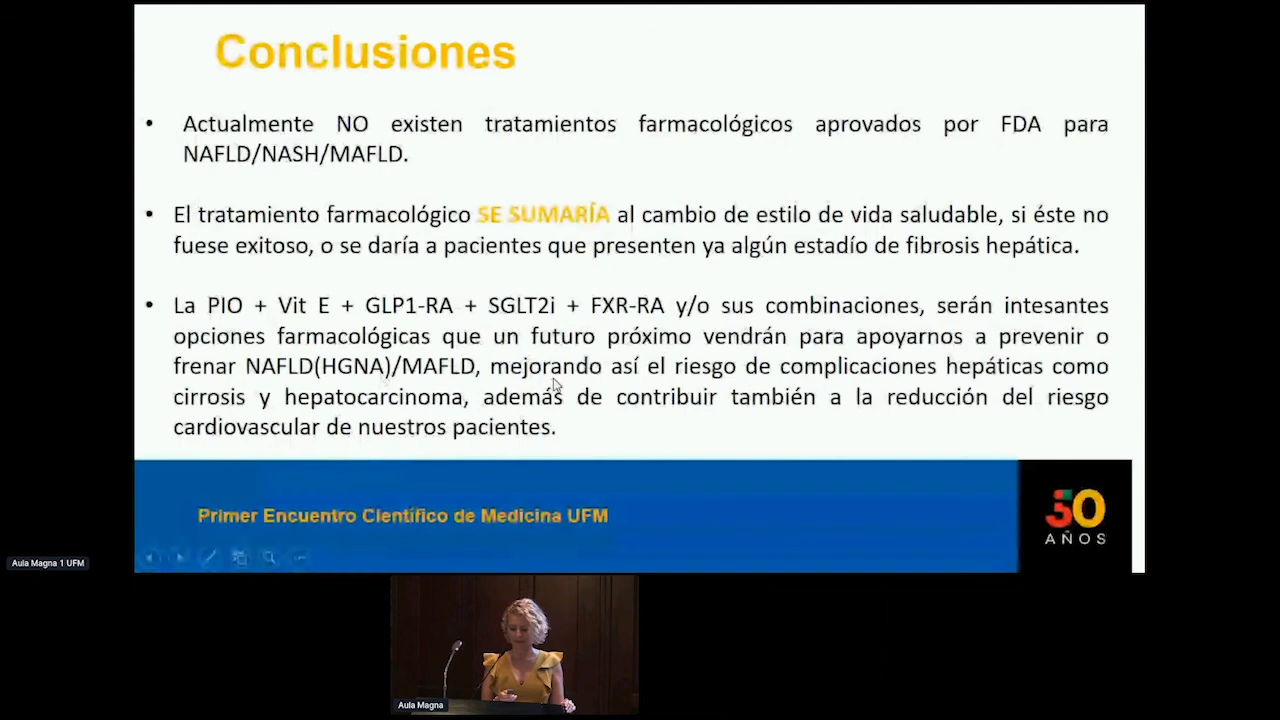 Conclusiones
• Actualmente NO existen tratamientos farmacológicos aprovados por FDA para
NAFLD/NASH/MAFLD.
• El tratamiento farmacológico SE SUMARÍA al cambio de estilo de vida saludable, si éste no
fuese exitoso, o se daría a pacientes que presenten ya algún estadío de fibrosis hepática.
• La PIO + Vit E + GLP1-RA + SGLT2i + FXR-RA y/o sus combinaciones, serán intesantes
opciones farmacológicas que un futuro próximo vendrán para apoyarnos a prevenir o
frenar NAFLD(HGNA)/MAFLD, mejorando así el riesgo de complicaciones hepáticas como
cirrosis y hepatocarcinoma, además de contribuir también a la reducción del riesgo
cardiovascular de nuestros pacientes.
Primer Encuentro Científico de Medicina UFM
50
AÑOS
Aula Magna 1 UFM
Aula Magna